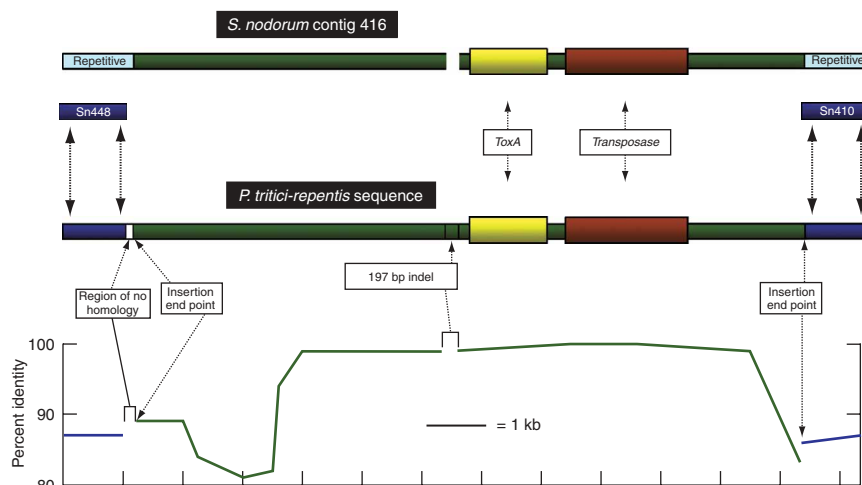 S. nodorum contig 416
Repetitive
Repetitive
Sn448
Sn410
ToxA
Transposase
P. tritici-repentis sequence
197 bp indel
Region of no
homology
Insertion
end point
Insertion
end point
100
90
80
Percent identity
= 1 kb